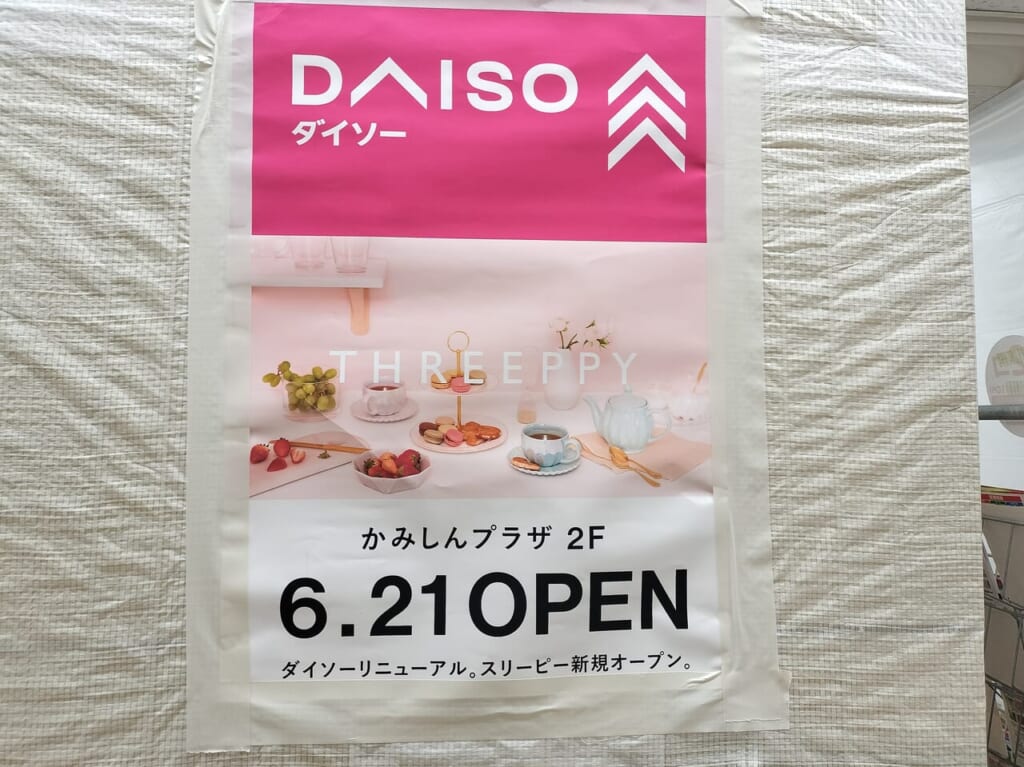 DAISO
ダイソー
THREEPPY
かみしんプラザ 2F
6.21OPEN
ダイソーリニューアル。スリーピー新規オープン。